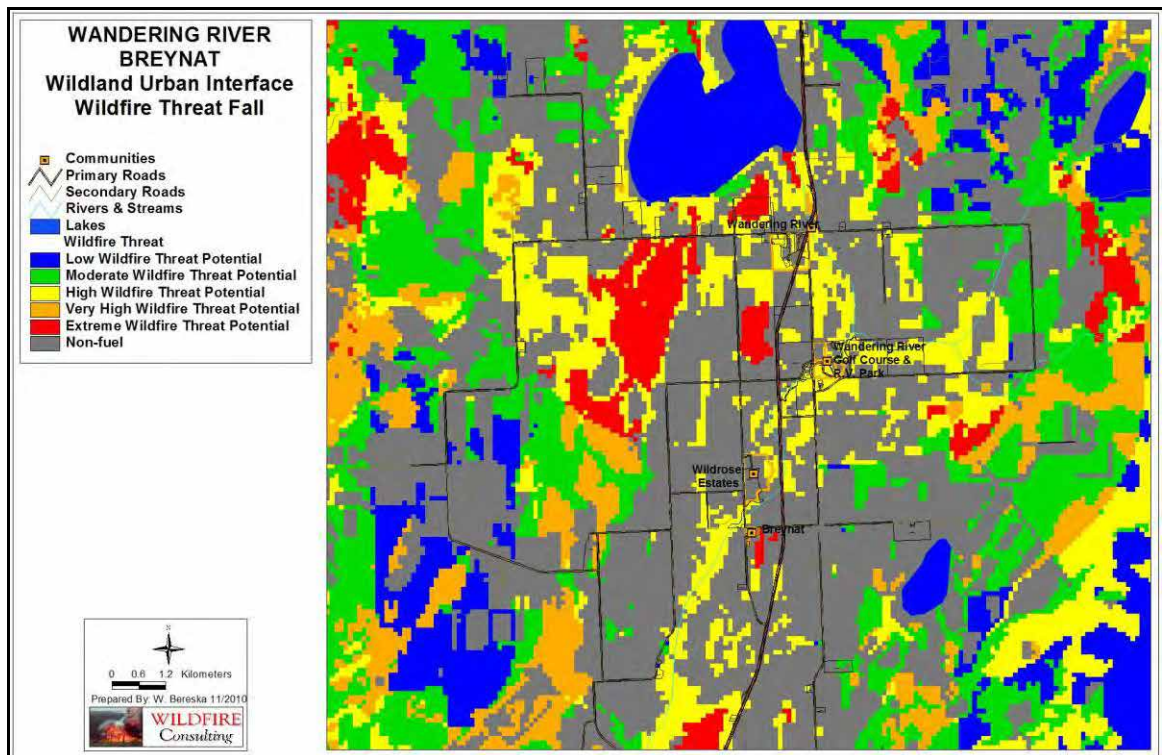 WANDERING RIVER
BREYNAT
Wildland Urban Interface
Wildfire Threat Fall
Communities
Primary Roads
Secondary Roads
Rivers & Streams
Lakes
Wildfire Threat
Low Wildfire Threat Potential
Moderate Wildfire Threat Potential
High Wildfire Threat Potential
Very High Wildfire Threat Potential
Extreme Wildfire Threat Potential
Non-fuel
Wandering River
Wandering River
Golf Course &
R.V. Park
Wildrose
Estates
Breynat
0 0.6 1.2 Kilometers
Prepared By: W. Bereska 11/2010
WILDFIRE
Consulting